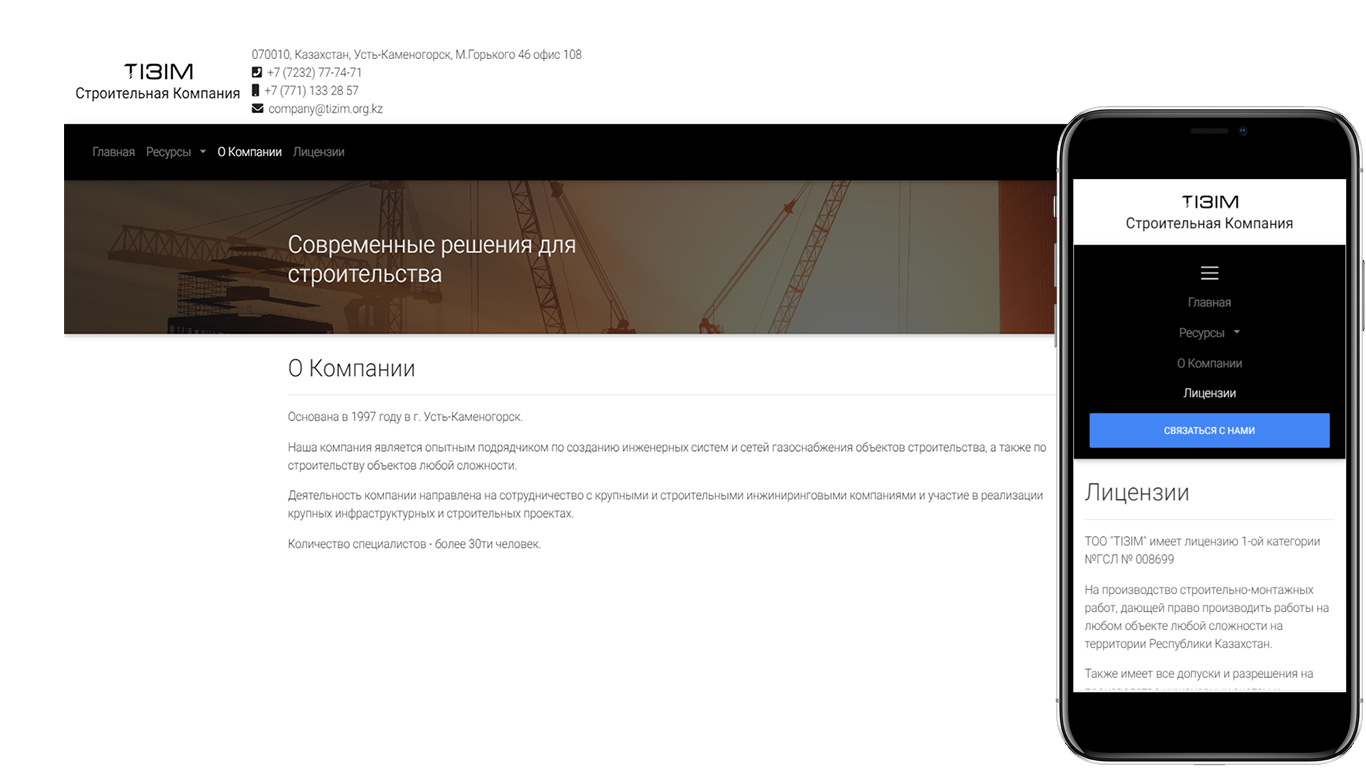 TIЗIM
Строительная Компания
070010, Казахстан, Усть-Каменогорск, М.Горького 46 офис 108
+7 (7232) 77-74-71
+7 (771) 133 28 57
company@tizim.org.kz
Главная Ресурсы О Компании Лицензии
Современные решения для
строительства
О Компании
Основана в 1997 году в г. Усть-Каменогорск.
Наша компания является опытным подрядчиком по созданию инженерных систем и сетей газоснабжения объектов строительства, а также по
строительству объектов любой сложности.
Деятельность компании направлена на сотрудничество с крупными и строительными инжиниринговыми компаниями и участие в реализации
крупных инфраструктурных и строительных проектах.
Количество специалистов - более 30ти человек.
TIЗIM
Строительная Компания
Главная
Ресурсы
О Компании
Лицензии
СВЯЗАТЬСЯ С НАМИ
Лицензии
ТОО "TIЗIM" имеет лицензию 1-ой категории
№ГСЛ № 008699
На производство строительно-монтажных
работ, дающей право производить работы на
любом объекте любой сложности на
территории Республики Казахстан.
Также имеет все допуски и разрешения на